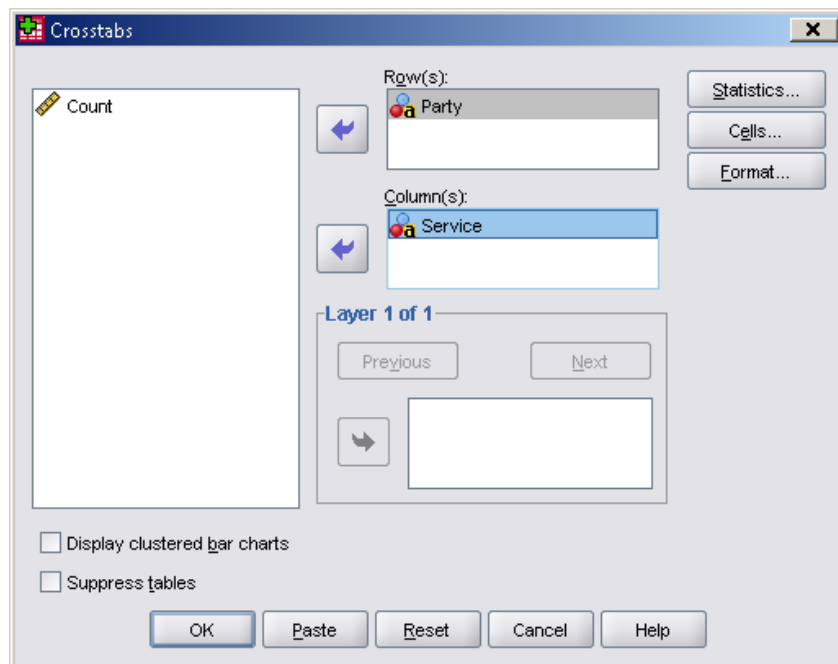 Crosstabs
Count
Row(s):
a Party
Column(s):
a Service
Statistics...
Cells...
Format...
Layer 1 of 1
Previous
Next
Display clustered bar charts
Suppress tables
OK
Paste
Reset
Cancel
Help